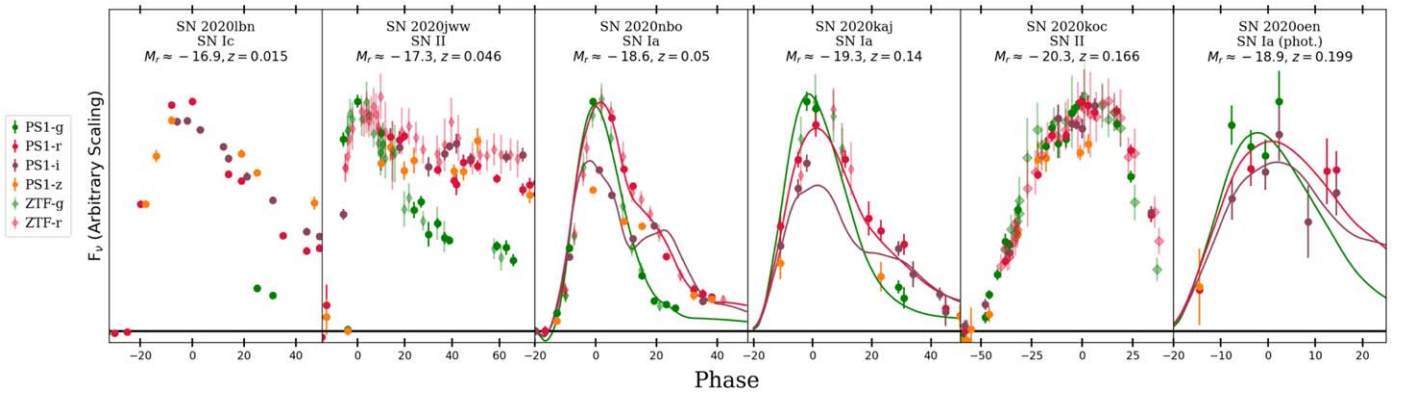 SN 2020lbn
SN Ic
M_r ≈ −16.9, z = 0.015
SN 2020jww
SN II
M_r ≈ −17.3, z = 0.046
SN 2020nbo
SN Ia
M_r ≈ −18.6, z = 0.05
SN 2020kaj
SN Ia
M_r ≈ −19.3, z = 0.14
SN 2020koc
SN II
M_r ≈ −20.3, z = 0.166
SN 2020oen
SN Ia (phot.)
M_r ≈ −18.9, z = 0.199
PS1-g
PS1-r
PS1-i
PS1-z
ZTF-g
ZTF-r
F_ν (Arbitrary Scaling)
−20 0 20 40
0 20 40 60
−20 0 20 40
−20 0 20 40
−50 −25 0 25
−20 −10 0 10 20
Phase